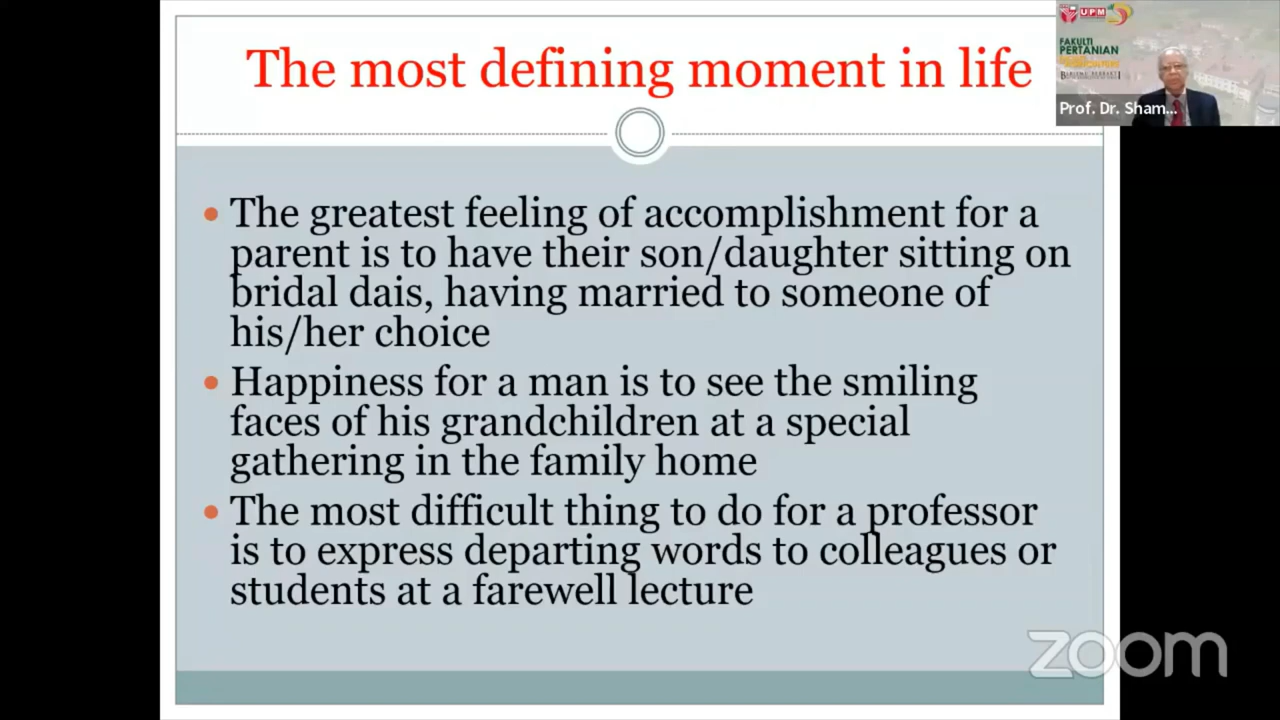 The most defining moment in life
UPM
FAKULTI
PERTANIAN
Prof. Dr. Sham...
• The greatest feeling of accomplishment for a
parent is to have their son/daughter sitting on
bridal dais, having married to someone of
his/her choice
• Happiness for a man is to see the smiling
faces of his grandchildren at a special
gathering in the family home
• The most difficult thing to do for a professor
is to express departing words to colleagues or
students at a farewell lecture
zoom